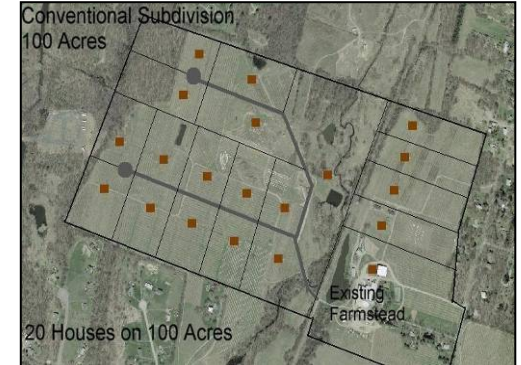 Conventional Subdivision,
100 Acres
Existing
Farmstead
20 Houses on 100 Acres